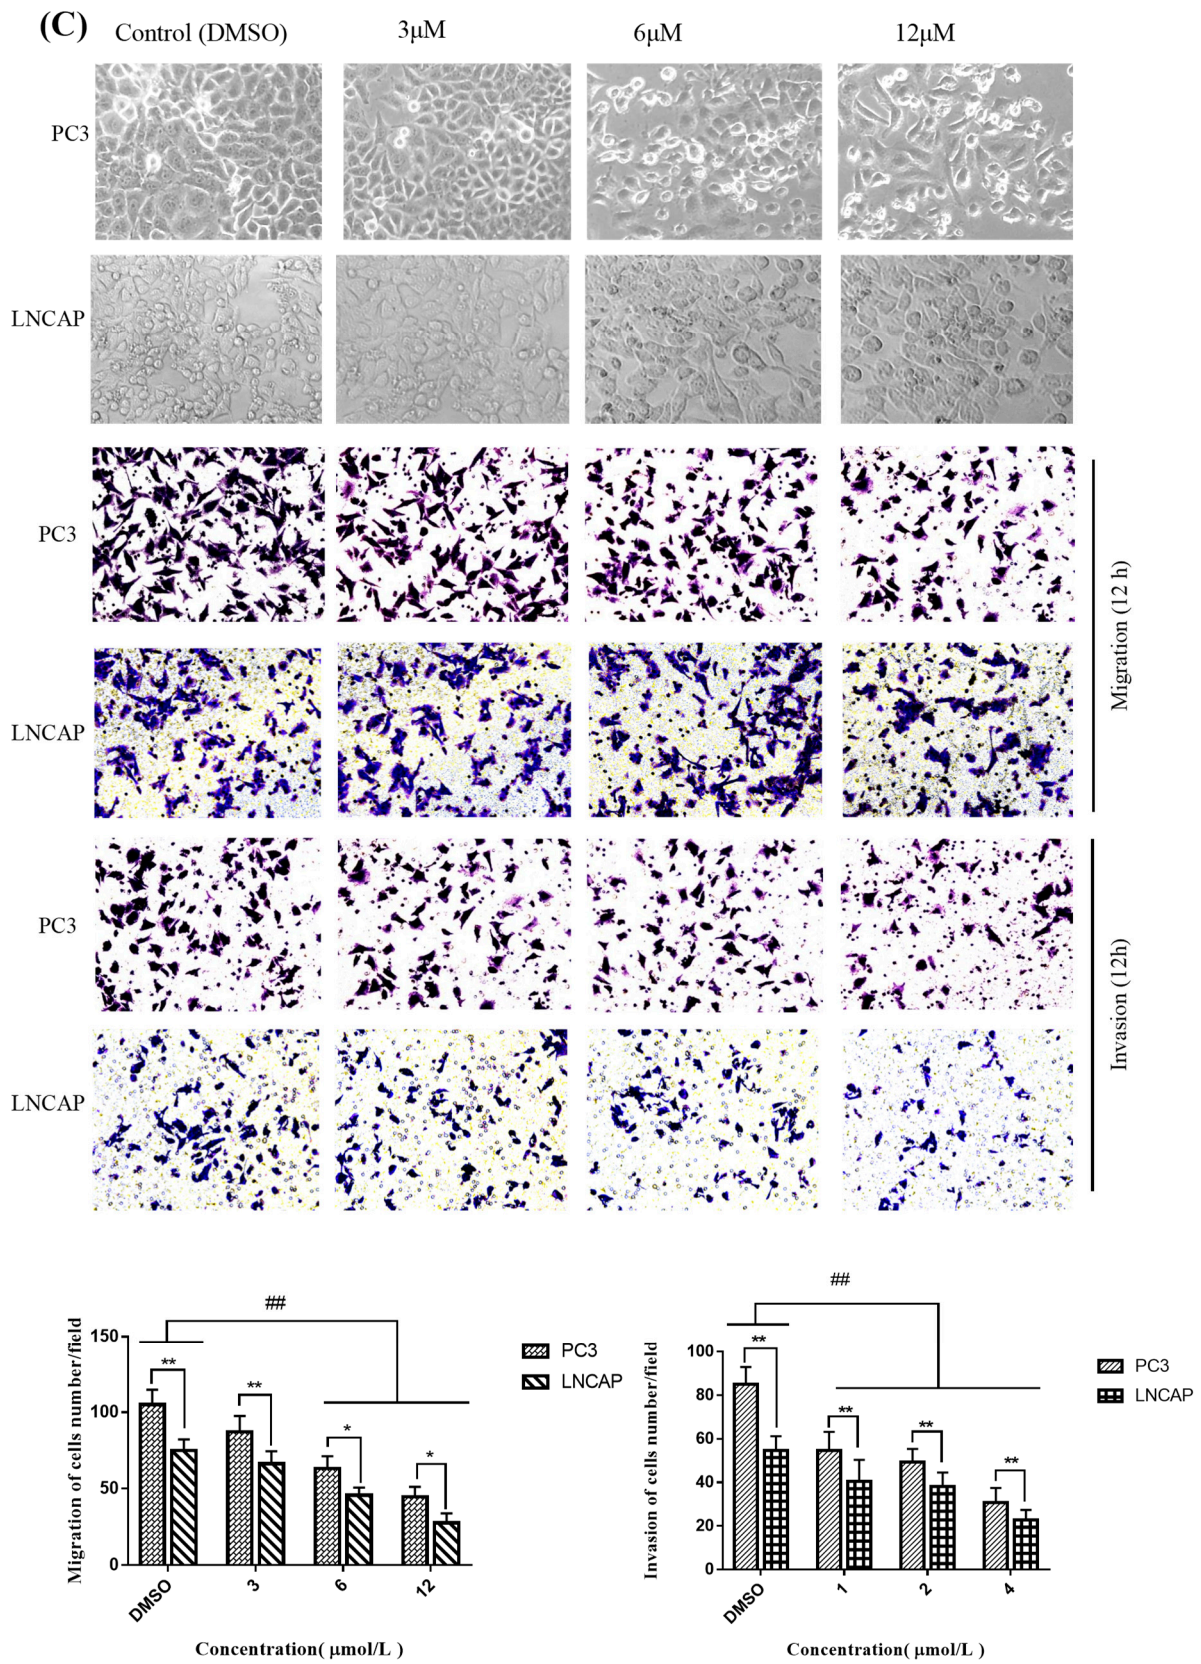 (C)
Control (DMSO) 3μM 6μM 12μM
PC3
LNCAP
PC3
LNCAP
Migration (12 h)
PC3
LNCAP
Invasion (12h)
##
150
100
50
0
** ** * *
PC3
LNCAP
Migration of cells number/field
DMSO 3 6 12
Concentration( μmol/L )
##
100
80
60
40
20
0
** ** ** **
PC3
LNCAP
Invasion of cells number/field
DMSO 1 2 4
Concentration( μmol/L )